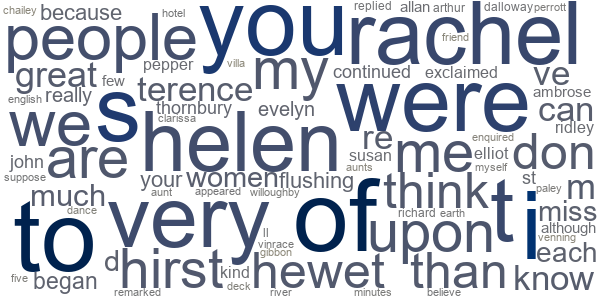 chailey because hotel replied allan arthur dalloway perrott
people you rachel friend
great few pepper villa my continued exclaimed ve
english really terence were ambrose
we s thornbury evelyn can
clarissa helen re me don ridley
john are susan elliot enquired
suppose your women flushing aunts think myself st m
much aunt appeared willoughby t i paley miss
dance very of upon richard earth although
to ll vinrace venning each
d hirst gibbon hewet than know
five began kind deck
remarked river minutes believe